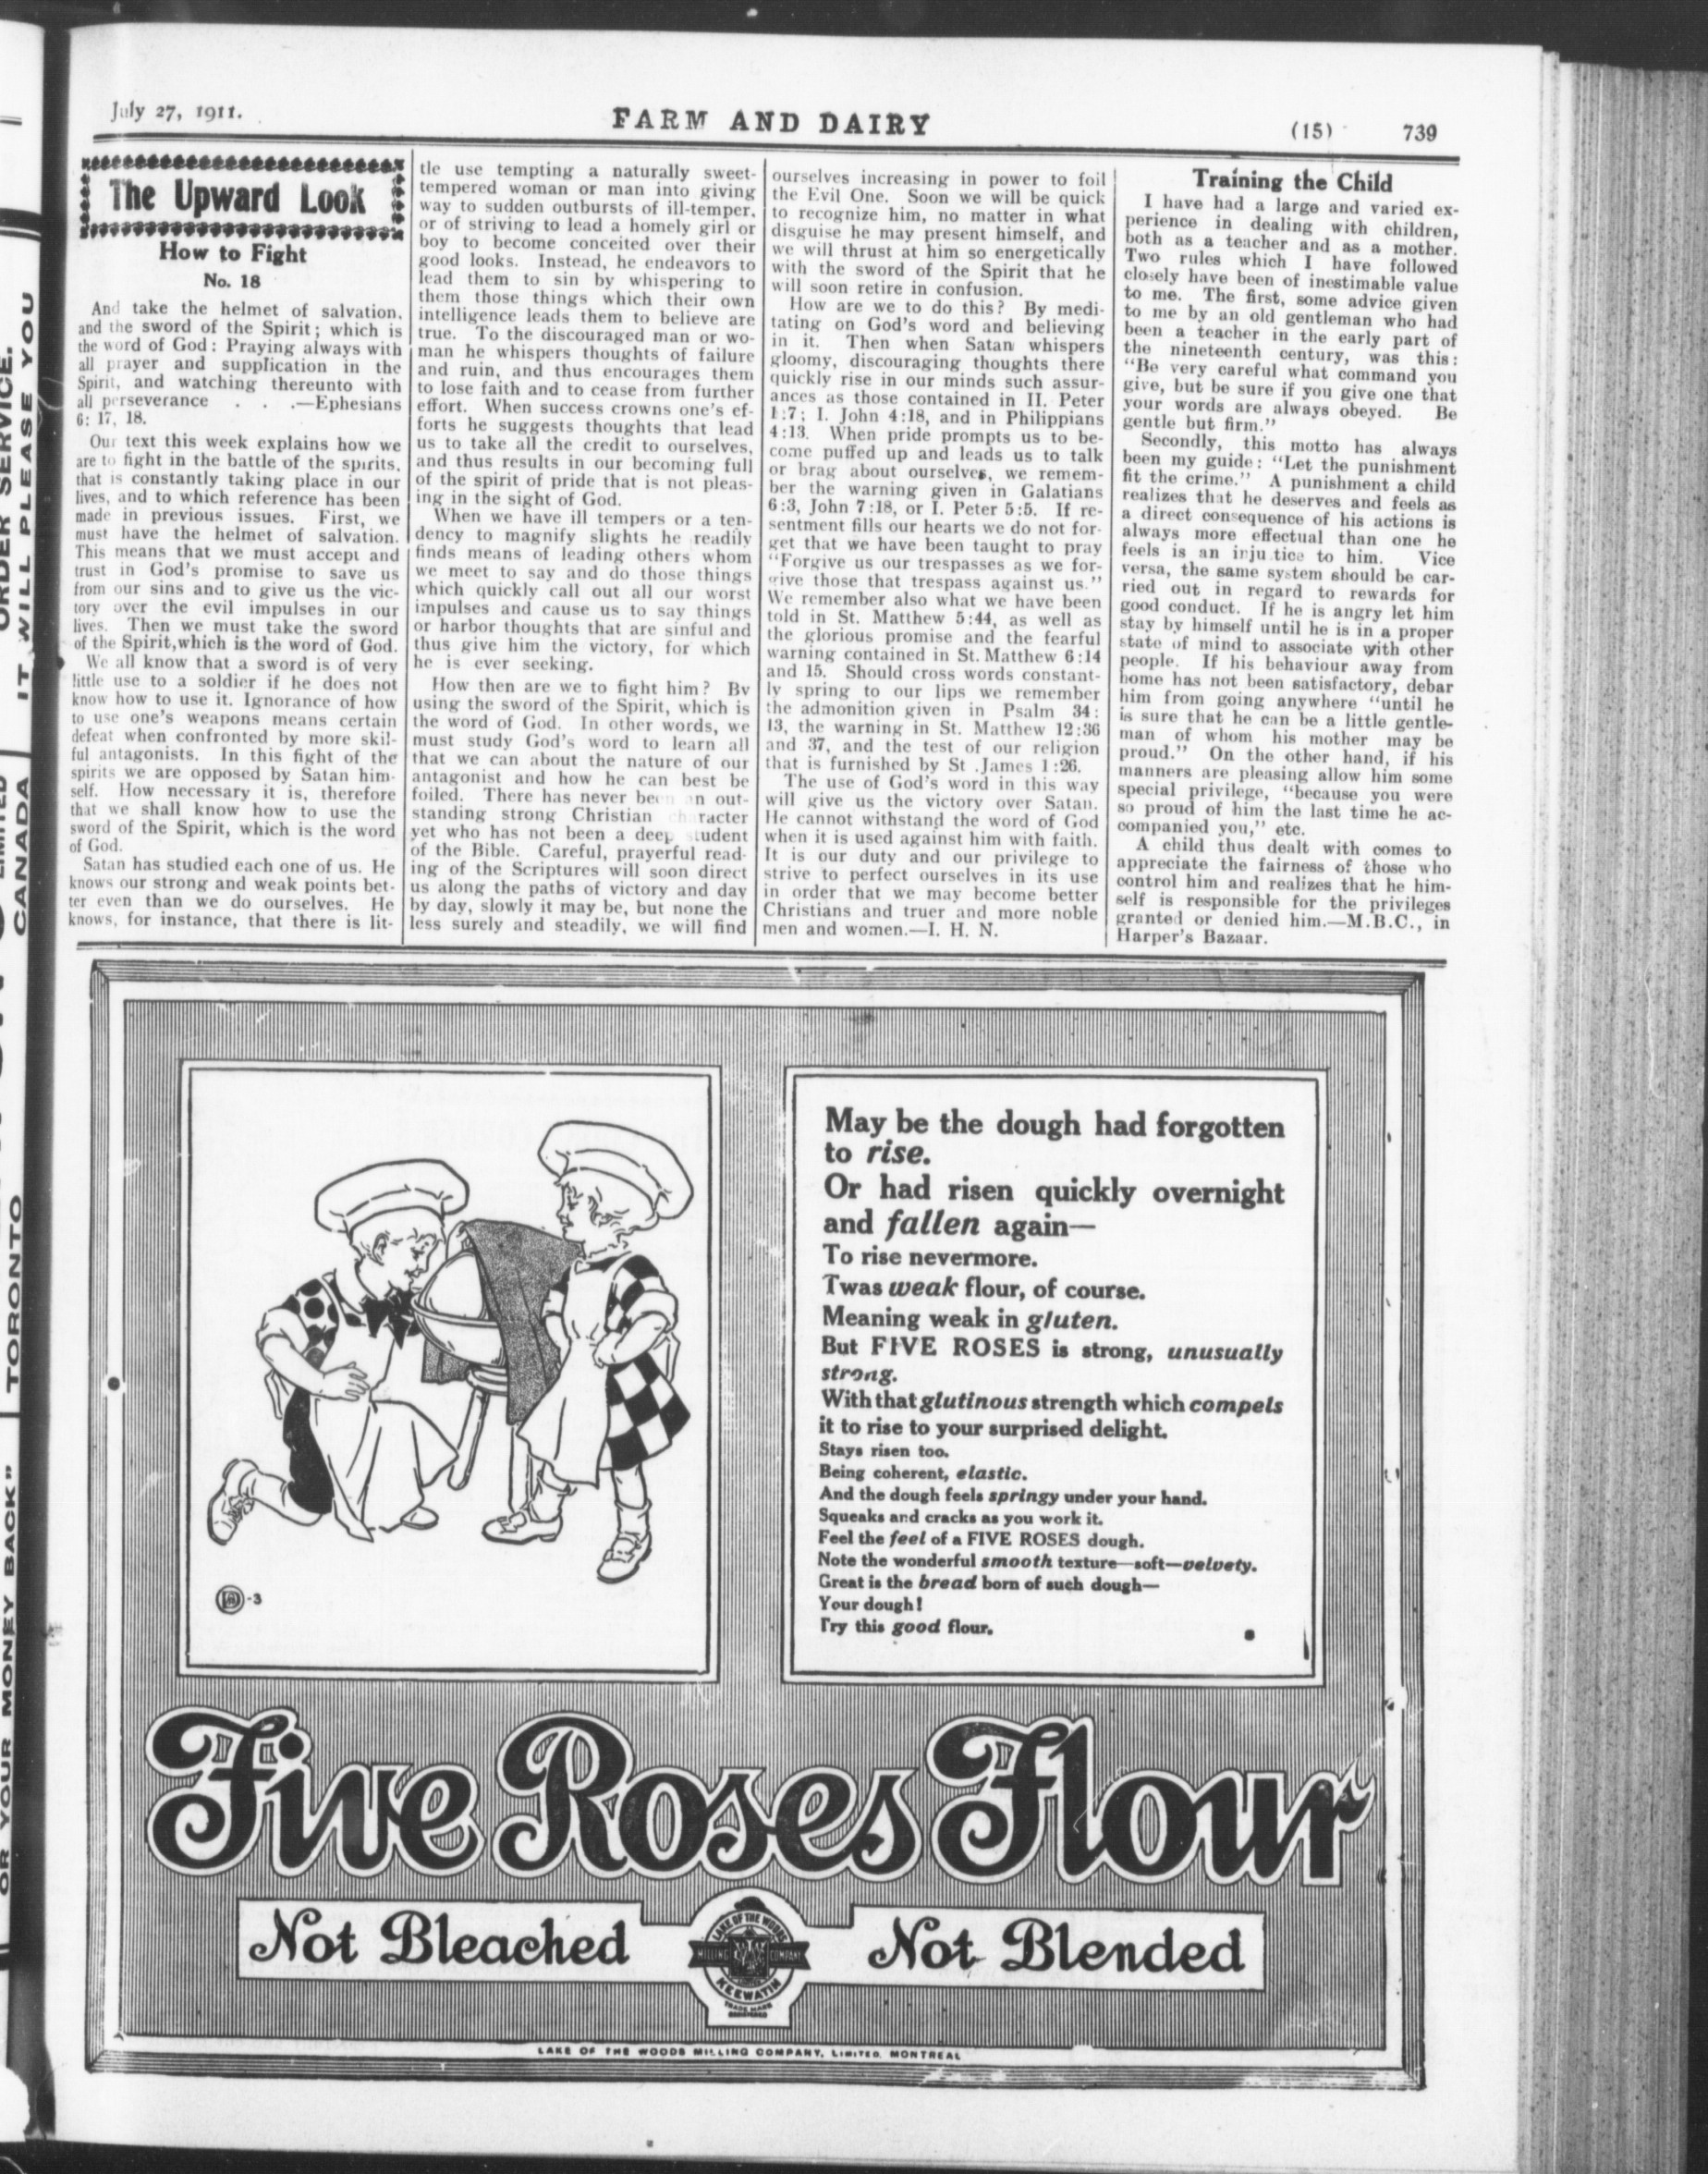 July 27, 1911.
FARM AND DAIRY
(15)
739
The Upward Look
How to Fight
No. 18
And take the helmet of salvation,
and the sword of the Spirit; which is
the word of God: Praying always with
all prayer and supplication in the
Spirit, and watching thereunto with
all perseverance . . .—Ephesians
6: 17, 18.
Our text this week explains how we
are to fight in the battle of the spirits,
that is constantly taking place in our
lives, and to which reference has been
made in previous issues. First, we
must have the helmet of salvation.
This means that we must accept and
trust in God's promise to save us
from our sins and to give us the vic-
tory over the evil impulses in our
lives. Then we must take the sword
of the Spirit,which is the word of God.
We all know that a sword is of very
little use to a soldier if he does not
know how to use it. Ignorance of how
to use one's weapons means certain
defeat when confronted by more skil-
ful antagonists. In this fight of the
spirits we are opposed by Satan him-
self. How necessary it is, therefore
that we shall know how to use the
sword of the Spirit, which is the word
of God.
Satan has studied each one of us. He
knows our strong and weak points bet-
ter even than we do ourselves. He
knows, for instance, that there is lit-
tle use tempting a naturally sweet-
tempered woman or man into giving
way to sudden outbursts of ill-temper,
or of striving to lead a homely girl or
boy to become conceited over their
good looks. Instead, he endeavors to
lead them to sin by whispering to
them those things which their own
intelligence leads them to believe are
true. To the discouraged man or wo-
man he whispers thoughts of failure
and ruin, and thus encourages them
to lose faith and to cease from further
effort. When success crowns one's ef-
forts he suggests thoughts that lead
us to take all the credit to ourselves,
and thus results in our becoming full
of the spirit of pride that is not pleas-
ing in the sight of God.
When we have ill tempers or a ten-
dency to magnify slights he readily
finds means of leading others whom
we meet to say and do those things
which quickly call out all our worst
impulses and cause us to say things
or harbor thoughts that are sinful and
thus give him the victory, for which
he is ever seeking.
How then are we to fight him? By
using the sword of the Spirit, which is
the word of God. In other words, we
must study God's word to learn all
that we can about the nature of our
antagonist and how he can best be
foiled. There has never been an out-
standing strong Christian character
yet who has not been a deep student
of the Bible. Careful, prayerful read-
ing of the Scriptures will soon direct
us along the paths of victory and day
by day, slowly it may be, but none the
less surely and steadily, we will find
ourselves increasing in power to foil
the Evil One. Soon we will be quick
to recognize him, no matter in what
disguise he may present himself, and
we will thrust at him so energetically
with the sword of the Spirit that he
will soon retire in confusion.
How are we to do this? By medi-
tating on God's word and believing
in it. Then when Satan whispers
gloomy, discouraging thoughts there
quickly rise in our minds such assur-
ances as those contained in II. Peter
1:7; I. John 4:18, and in Philippians
4:13. When pride prompts us to be-
come puffed up and leads us to talk
or brag about ourselves, we remem-
ber the warning given in Galatians
6:3, John 7:18, or I. Peter 5:5. If re-
sentment fills our hearts we do not for-
get that we have been taught to pray
"Forgive us our trespasses as we for-
give those that trespass against us."
We remember also what we have been
told in St. Matthew 5:44, as well as
the glorious promise and the fearful
warning contained in St. Matthew 6:14
and 15. Should cross words constant-
ly spring to our lips we remember
the admonition given in Psalm 34:
13, the warning in St. Matthew 12:36
and 37, and the test of our religion
that is furnished by St .James 1:26.
The use of God's word in this way
will give us the victory over Satan.
He cannot withstand the word of God
when it is used against him with faith.
It is our duty and our privilege to
strive to perfect ourselves in its use
in order that we may become better
Christians and truer and more noble
men and women.—I. H. N.
Training the Child
I have had a large and varied ex-
perience in dealing with children,
both as a teacher and as a mother.
Two rules which I have followed
closely have been of inestimable value
to me. The first, some advice given
to me by an old gentleman who had
been a teacher in the early part of
the nineteenth century, was this:
"Be very careful what command you
give, but be sure if you give one that
your words are always obeyed. Be
gentle but firm."
Secondly, this motto has always
been my guide: "Let the punishment
fit the crime." A punishment a child
realizes that he deserves and feels as
a direct consequence of his actions is
always more effectual than one he
feels is an injustice to him. Vice
versa, the same system should be car-
ried out in regard to rewards for
good conduct. If he is angry let him
stay by himself until he is in a proper
state of mind to associate with other
people. If his behaviour away from
home has not been satisfactory, debar
him from going anywhere "until he
is sure that he can be a little gentle-
man of whom his mother may be
proud." On the other hand, if his
manners are pleasing allow him some
special privilege, "because you were
so proud of him the last time he ac-
companied you," etc.
A child thus dealt with comes to
appreciate the fairness of those who
control him and realizes that he him-
self is responsible for the privileges
granted or denied him.—M.B.C., in
Harper's Bazaar.
May be the dough had forgotten
to rise.
Or had risen quickly overnight
and fallen again—
To rise nevermore.
Twas weak flour, of course.
Meaning weak in gluten.
But FIVE ROSES is strong, unusually
strong.
With that glutinous strength which compels
it to rise to your surprised delight.
Stays risen too.
Being coherent, elastic.
And the dough feels springy under your hand.
Squeaks and cracks as you work it.
Feel the feel of a FIVE ROSES dough.
Note the wonderful smooth texture—soft—velvety.
Great is the bread born of such dough—
Your dough!
Try this good flour.
-3
Five Roses Flour
Not Bleached
LAKE OF THE WOODS
MILLING COMPANY
LIMITED
KEEWATIN
TRADE MARK
REGISTERED
Not Blended
LAKE OF THE WOODS MILLING COMPANY, LIMITED, MONTREAL
ORDER SERVICE.
IT WILL PLEASE YOU
LIMITED
CANADA
TORONTO
OR YOUR MONEY BACK"